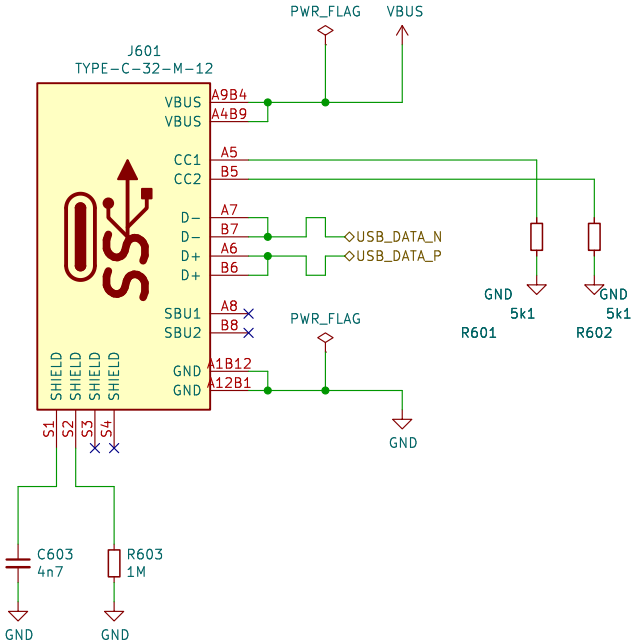 PWR_FLAG VBUS
J601
TYPE-C-32-M-12
VBUS A9B4
VBUS A4B9
CC1 A5
CC2 B5
D- A7
D- B7 USB_DATA_N
D+ A6 USB_DATA_P
D+ B6
SS
GND GND
5k1 5k1
R601 R602
SBU1 A8
SBU2 B8
PWR_FLAG
GND A1B12
GND A12B1
SHIELD SHIELD SHIELD SHIELD
S1 S2 S3 S4
GND
C603 R603
4n7 1M
GND GND